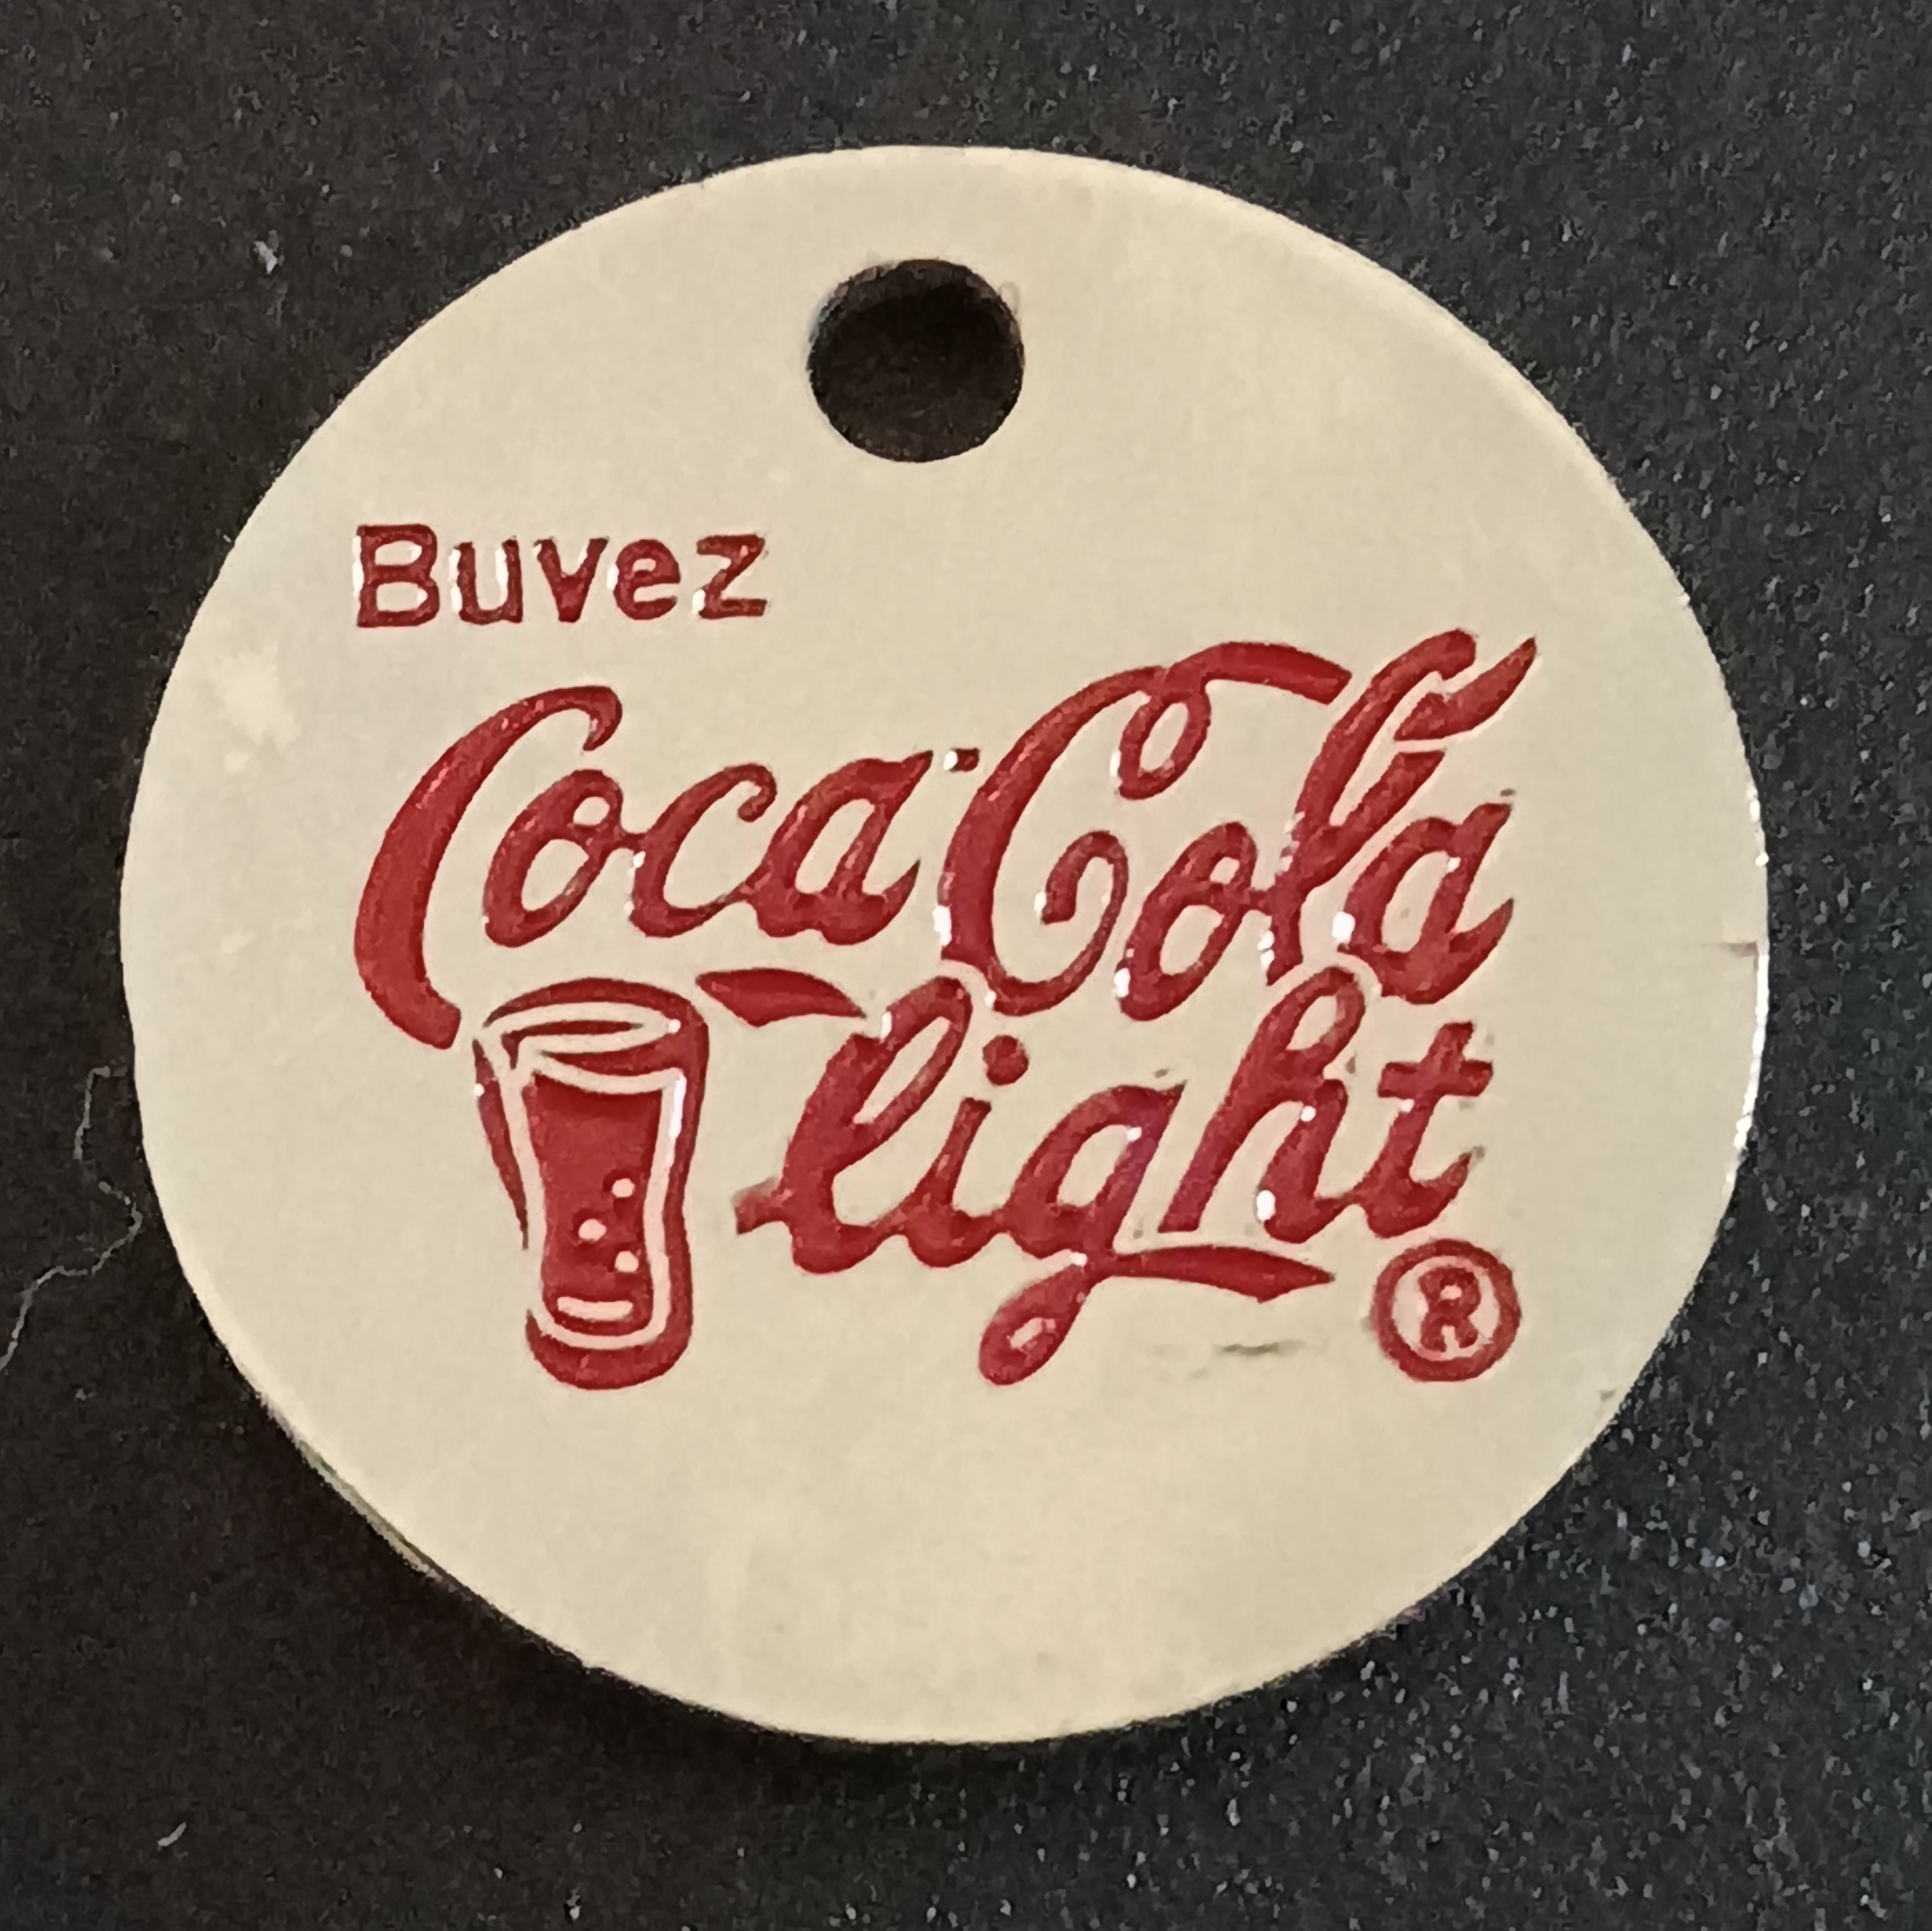 Buvez
Coca-Cola
light
®